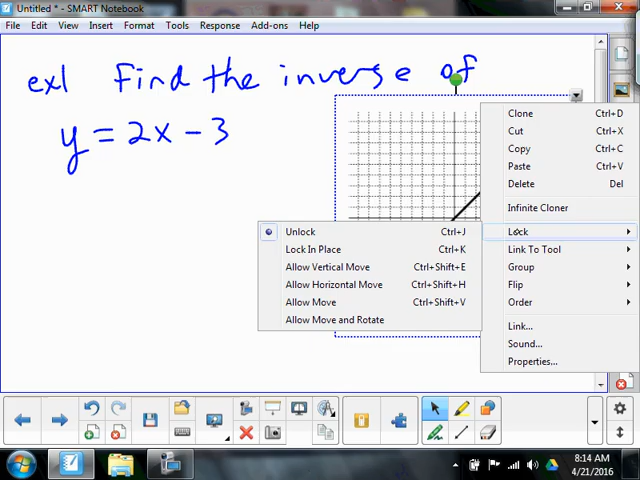 Untitled * - SMART Notebook
File Edit View Insert Format Tools Response Add-ons Help
ex1 Find the inverse of
y = 2x - 3
Clone Ctrl+D
Cut Ctrl+X
Copy Ctrl+C
Paste Ctrl+V
Delete Del
Infinite Cloner
Lock
Link To Tool
Group
Flip
Order
Link...
Sound...
Properties...
Unlock Ctrl+J
Lock In Place Ctrl+K
Allow Vertical Move Ctrl+Shift+E
Allow Horizontal Move Ctrl+Shift+H
Allow Move Ctrl+Shift+V
Allow Move and Rotate
8:14 AM
4/21/2016